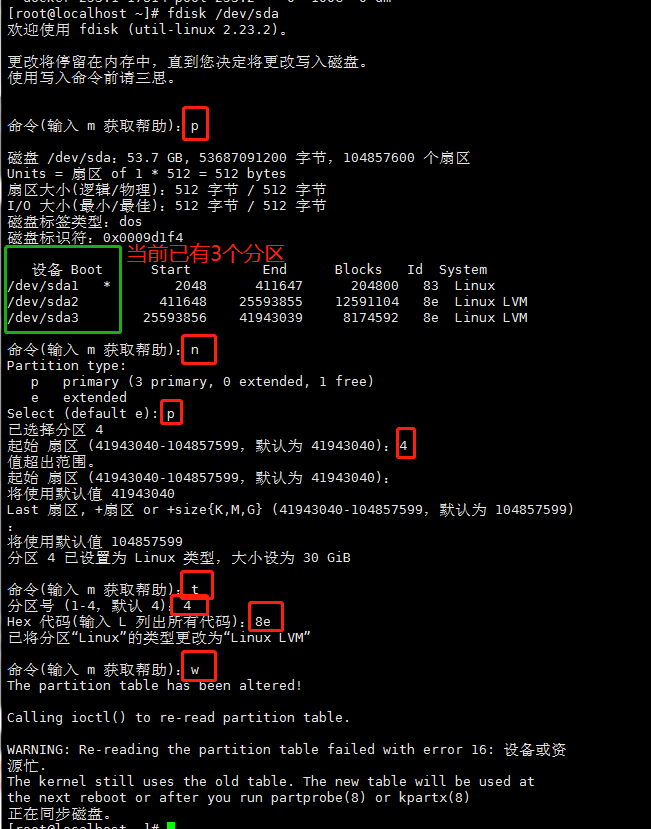 [root@localhost ~]# fdisk /dev/sda
欢迎使用 fdisk (util-linux 2.23.2)。
更改将停留在内存中，直到您决定将更改写入磁盘。
使用写入命令前请三思。
命令(输入 m 获取帮助)：p
磁盘 /dev/sda：53.7 GB, 53687091200 字节，104857600 个扇区
Units = 扇区 of 1 * 512 = 512 bytes
扇区大小(逻辑/物理)：512 字节 / 512 字节
I/O 大小(最小/最佳)：512 字节 / 512 字节
磁盘标签类型：dos
磁盘标识符：0x0009d1f4
当前已有3个分区
设备 Boot      Start         End      Blocks   Id  System
/dev/sda1   *        2048      411647      204800   83  Linux
/dev/sda2          411648    25593855    12591104   8e  Linux LVM
/dev/sda3        25593856    41943039     8174592   8e  Linux LVM
命令(输入 m 获取帮助)：n
Partition type:
   p   primary (3 primary, 0 extended, 1 free)
   e   extended
Select (default e): p
已选择分区 4
起始 扇区 (41943040-104857599，默认为 41943040)：4
值超出范围。
起始 扇区 (41943040-104857599，默认为 41943040)：
将使用默认值 41943040
Last 扇区, +扇区 or +size{K,M,G} (41943040-104857599，默认为 104857599)
：
将使用默认值 104857599
分区 4 已设置为 Linux 类型，大小设为 30 GiB
命令(输入 m 获取帮助)：t
分区号 (1-4，默认 4)：4
Hex 代码(输入 L 列出所有代码)：8e
已将分区“Linux”的类型更改为“Linux LVM”
命令(输入 m 获取帮助)：w
The partition table has been altered!
Calling ioctl() to re-read partition table.
WARNING: Re-reading the partition table failed with error 16: 设备或资
源忙.
The kernel still uses the old table. The new table will be used at
the next reboot or after you run partprobe(8) or kpartx(8)
正在同步磁盘。
[root@localhost ~]#